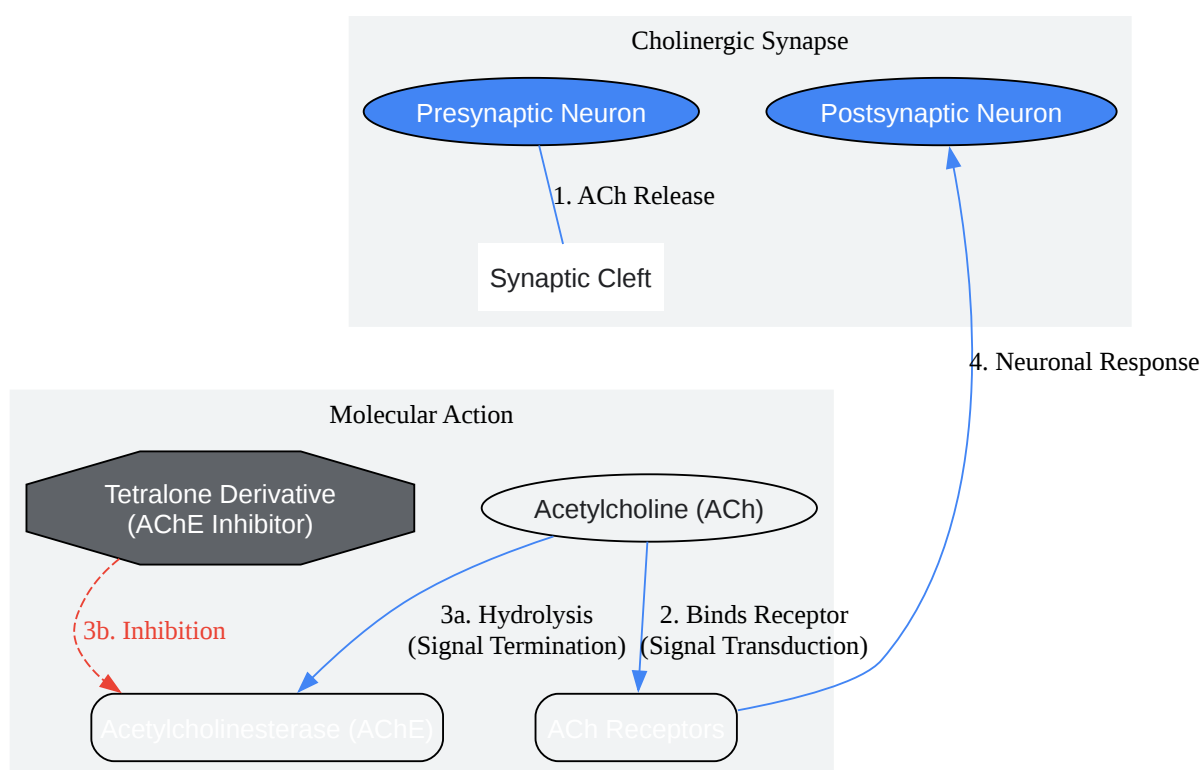 Cholinergic Synapse
Presynaptic Neuron
Postsynaptic Neuron
1. ACh Release
Synaptic Cleft
4. Neuronal Response
Molecular Action
Tetralone Derivative
(AChE Inhibitor)
Acetylcholine (ACh)
3b. Inhibition
3a. Hydrolysis
(Signal Termination)
2. Binds Receptor
(Signal Transduction)
Acetylcholinesterase (AChE)
ACh Receptors